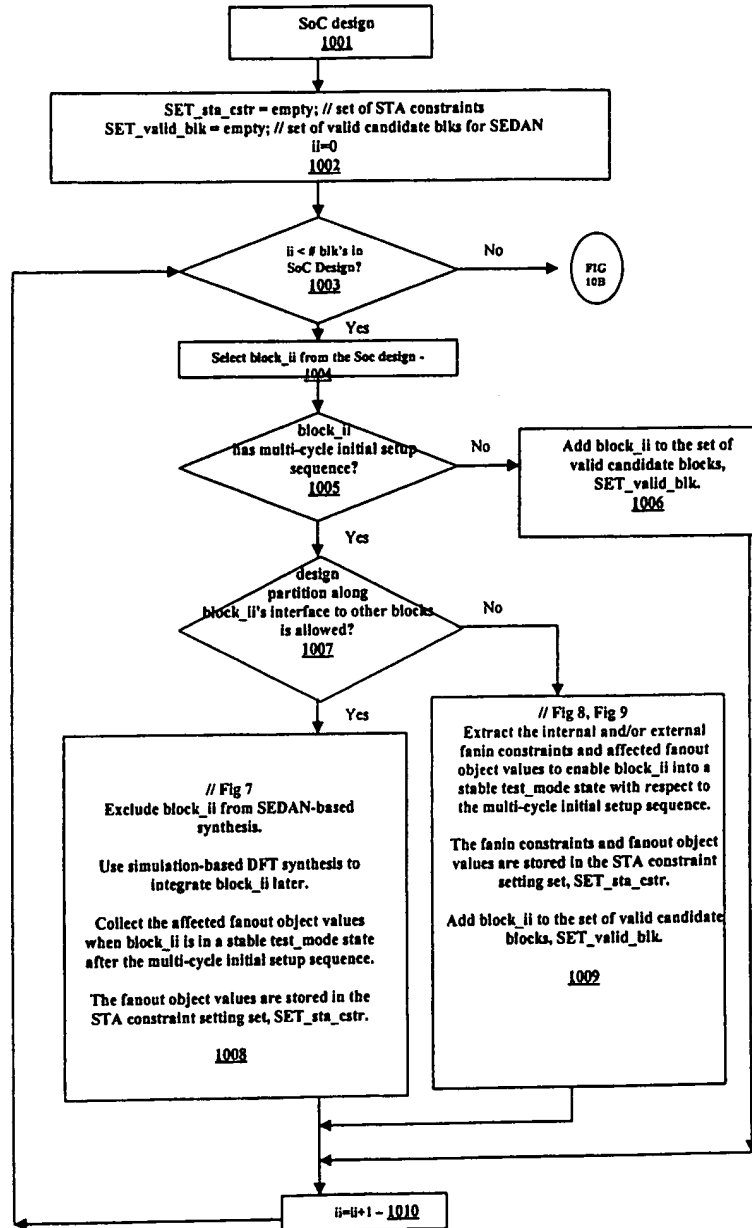 SoC design
1001
SET_sta_cstr = empty; // set of STA constraints
SET_valid_blk = empty; // set of valid candidate blks for SEDAN
ii=0
1002
ii < # blk's in
SoC Design?
1003
No
FIG
10B
Yes
Select block_ii from the Soc design -
1004
block_ii
has multi-cycle initial setup
sequence?
1005
No
Add block_ii to the set of
valid candidate blocks,
SET_valid_blk.
1006
Yes
design
partition along
block_ii's interface to other blocks
is allowed?
1007
No
Yes
// Fig 7
Exclude block_ii from SEDAN-based
synthesis.
Use simulation-based DFT synthesis to
integrate block_ii later.
Collect the affected fanout object values
when block_ii is in a stable test_mode state
after the multi-cycle initial setup sequence.
The fanout object values are stored in the
STA constraint setting set, SET_sta_cstr.
1008
// Fig 8, Fig 9
Extract the internal and/or external
fanin constraints and affected fanout
object values to enable block_ii into a
stable test_mode state with respect to
the multi-cycle initial setup sequence.
The fanin constraints and fanout object
values are stored in the STA constraint
setting set, SET_sta_cstr.
Add block_ii to the set of valid candidate
blocks, SET_valid_blk.
1009
ii=ii+1 - 1010